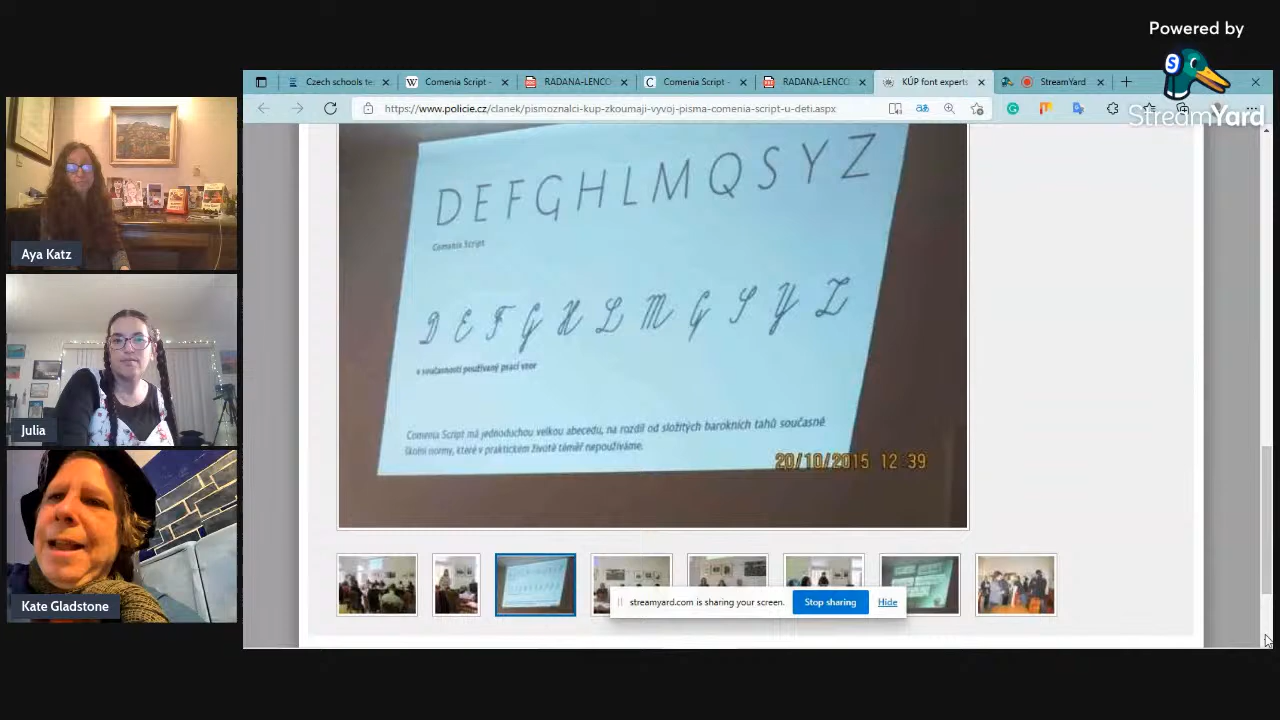 Powered by
StreamYard
Czech schools te
Comenia Script -
RADANA-LENCO
Comenia Script -
RADANA-LENCO
KÚP font experts
StreamYard
https://www.policie.cz/clanek/pismoznalci-kup-zkoumaji-vyvoj-pisma-comenia-script-u-deti.aspx
Aya Katz
Julia
Kate Gladstone
D E F G H L M Q S Y Z
Comenia Script
D E F G H L M G S Y Z
v současnosti používaný psací vzor
Comenia Script má jednoduchou velkou abecedu, na rozdíl od složitých barokních tahů současné
školní normy, které v praktickém životě téměř nepoužíváme.
20/10/2015 12:39
streamyard.com is sharing your screen.
Stop sharing
Hide